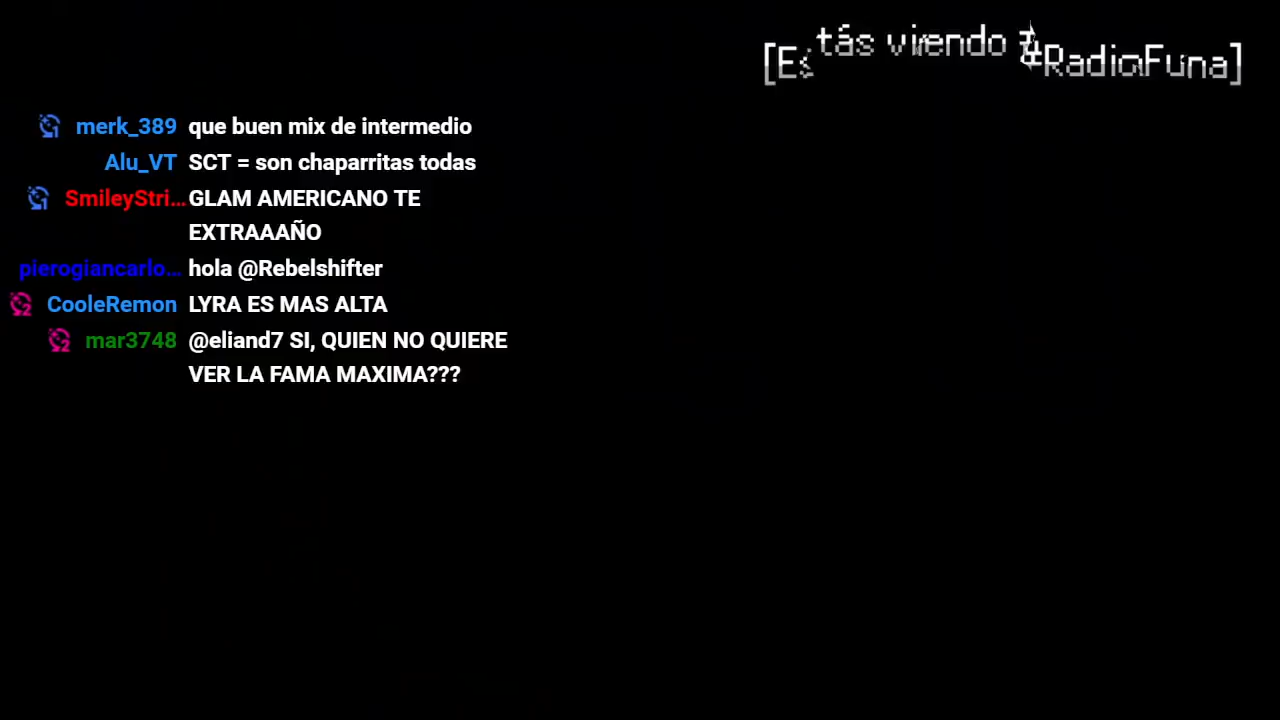 [Estás viendo #RadioFuna]
merk_389 que buen mix de intermedio
Alu_VT SCT = son chaparritas todas
SmileyStri... GLAM AMERICANO TE
EXTRAAAÑO
pierogiancarlo... hola @Rebelshifter
CooleRemon LYRA ES MAS ALTA
mar3748 @eliand7 SI, QUIEN NO QUIERE
VER LA FAMA MAXIMA???